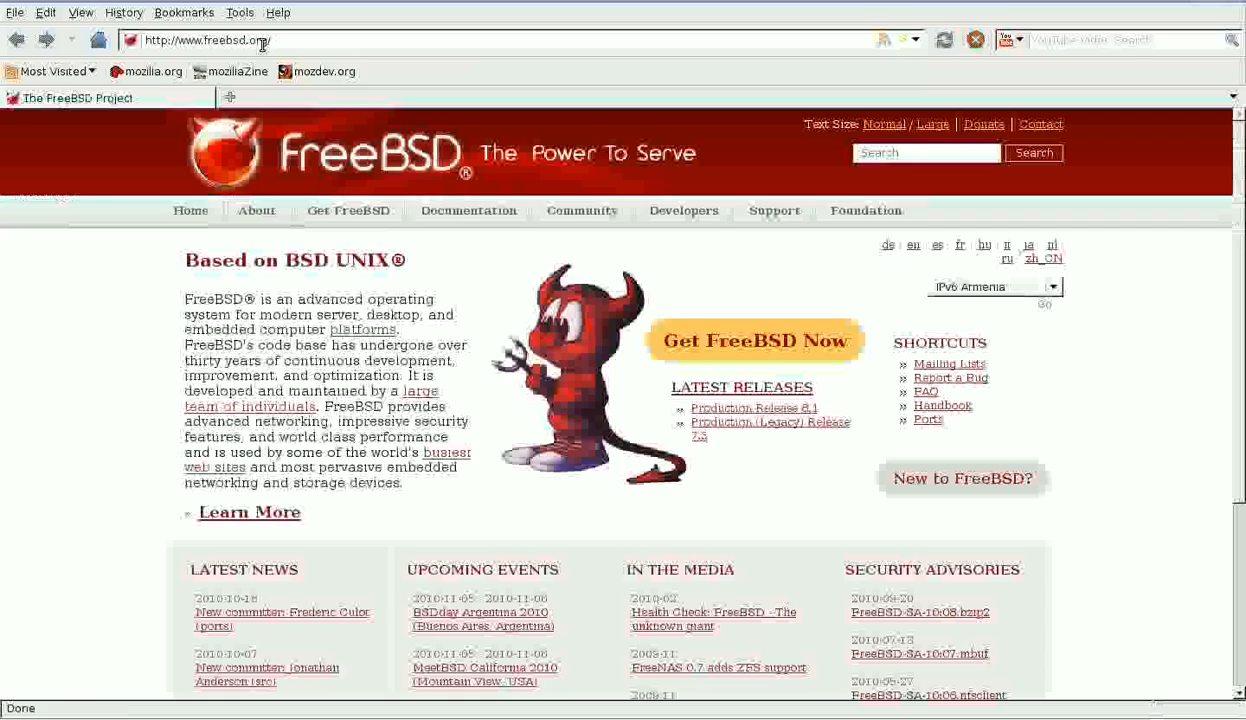 File Edit View History Bookmarks Tools Help
http://www.freebsd.org/
YouTube Video Search
Most Visited mozilla.org mozillaZine mozdev.org
The FreeBSD Project
Text Size: Normal / Large | Donate | Contact
FreeBSD® The Power To Serve
Search Search
Home About Get FreeBSD Documentation Community Developers Support Foundation
de en es fr hu it ja nl
ru zh_CN
IPv6 Armenia
Go
Based on BSD UNIX®
FreeBSD® is an advanced operating
system for modern server, desktop, and
embedded computer platforms.
FreeBSD's code base has undergone over
thirty years of continuous development,
improvement, and optimization. It is
developed and maintained by a large
team of individuals. FreeBSD provides
advanced networking, impressive security
features, and world class performance
and is used by some of the world's busiest
web sites and most pervasive embedded
networking and storage devices.
» Learn More
Get FreeBSD Now
LATEST RELEASES
» Production Release 8.1
» Production (Legacy) Release
7.3
SHORTCUTS
» Mailing Lists
» Report a Bug
» FAQ
» Handbook
» Ports
New to FreeBSD?
LATEST NEWS
2010-10-18
New committer: Frederic Culot
(ports)
2010-10-07
New committer: Jonathan
Anderson (src)
UPCOMING EVENTS
2010-11-05 2010-11-06
BSDday Argentina 2010
(Buenos Aires, Argentina)
2010-11-05 2010-11-06
MeetBSD California 2010
(Mountain View, USA)
IN THE MEDIA
2010-02
Health Check: FreeBSD - The
unknown giant
2009-11
FreeNAS 0.7 adds ZFS support
2009-11
SECURITY ADVISORIES
2010-09-20
FreeBSD-SA-10:08.bzip2
2010-07-13
FreeBSD-SA-10:07.mbuf
2010-05-27
FreeBSD-SA-10:06.nfsclient
Done